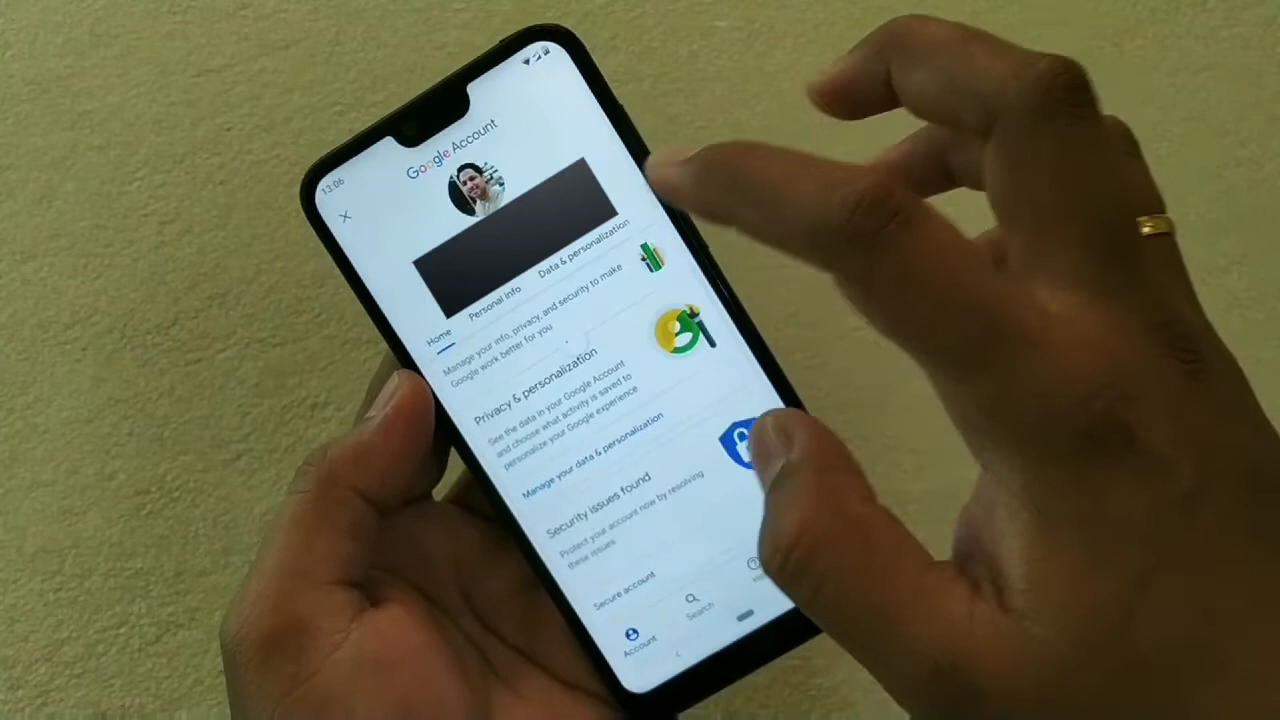 13:06
Google Account
Home Personal info Data & personalization
Manage your info, privacy, and security to make
Google work better for you
Privacy & personalization
See the data in your Google Account
and choose what activity is saved to
personalize your Google experience
Manage your data & personalization
Security issues found
Protect your account now by resolving
these issues
Secure account
Account Search